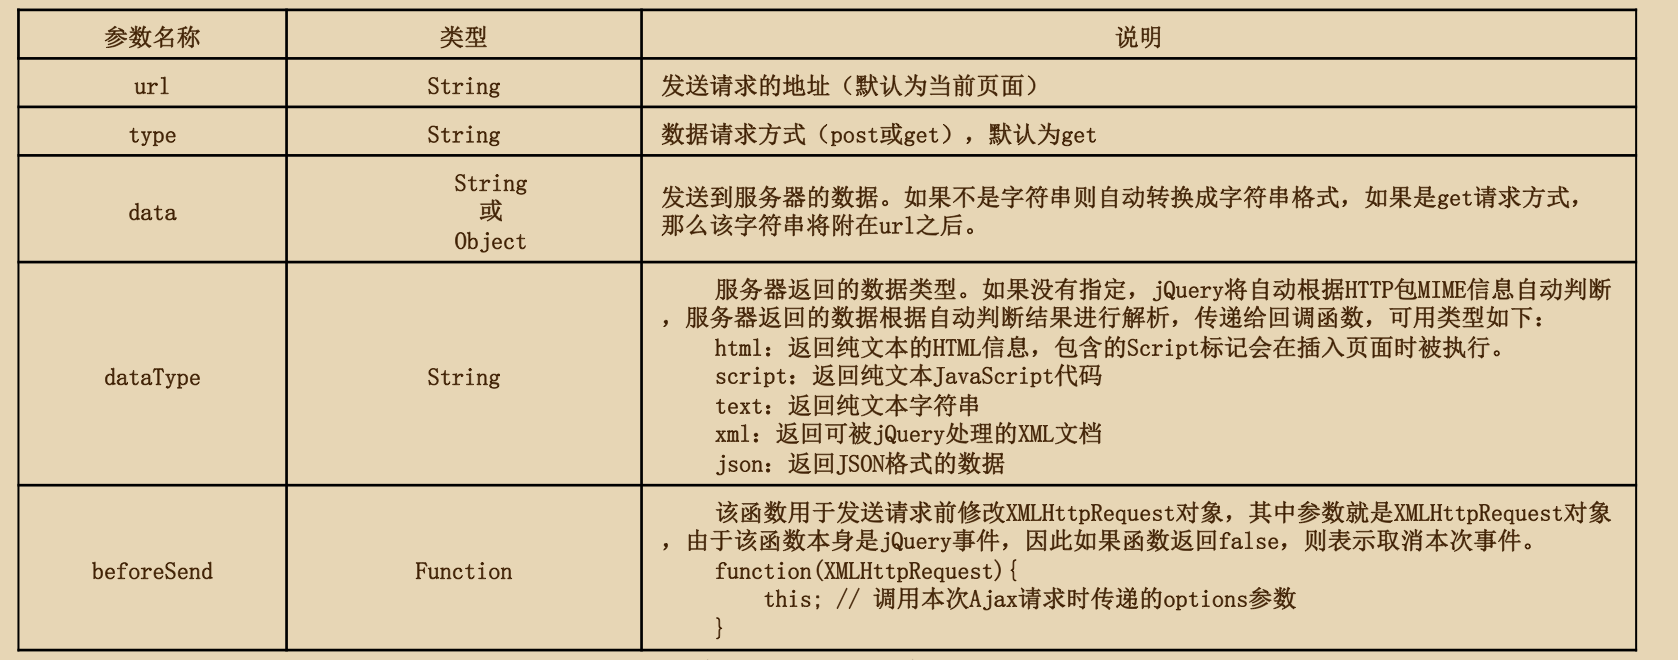 参数名称 类型 说明
url String 发送请求的地址（默认为当前页面）
type String 数据请求方式（post或get），默认为get
data
String
或
Object
发送到服务器的数据。如果不是字符串则自动转换成字符串格式，如果是get请求方式，
那么该字符串将附在url之后。
dataType
String
服务器返回的数据类型。如果没有指定，jQuery将自动根据HTTP包MIME信息自动判断
，服务器返回的数据根据自动判断结果进行解析，传递给回调函数，可用类型如下：
html：返回纯文本的HTML信息，包含的Script标记会在插入页面时被执行。
script：返回纯文本JavaScript代码
text：返回纯文本字符串
xml：返回可被jQuery处理的XML文档
json：返回JSON格式的数据
beforeSend
Function
该函数用于发送请求前修改XMLHttpRequest对象，其中参数就是XMLHttpRequest对象
，由于该函数本身是jQuery事件，因此如果函数返回false，则表示取消本次事件。
function(XMLHttpRequest){
this; // 调用本次Ajax请求时传递的options参数
}